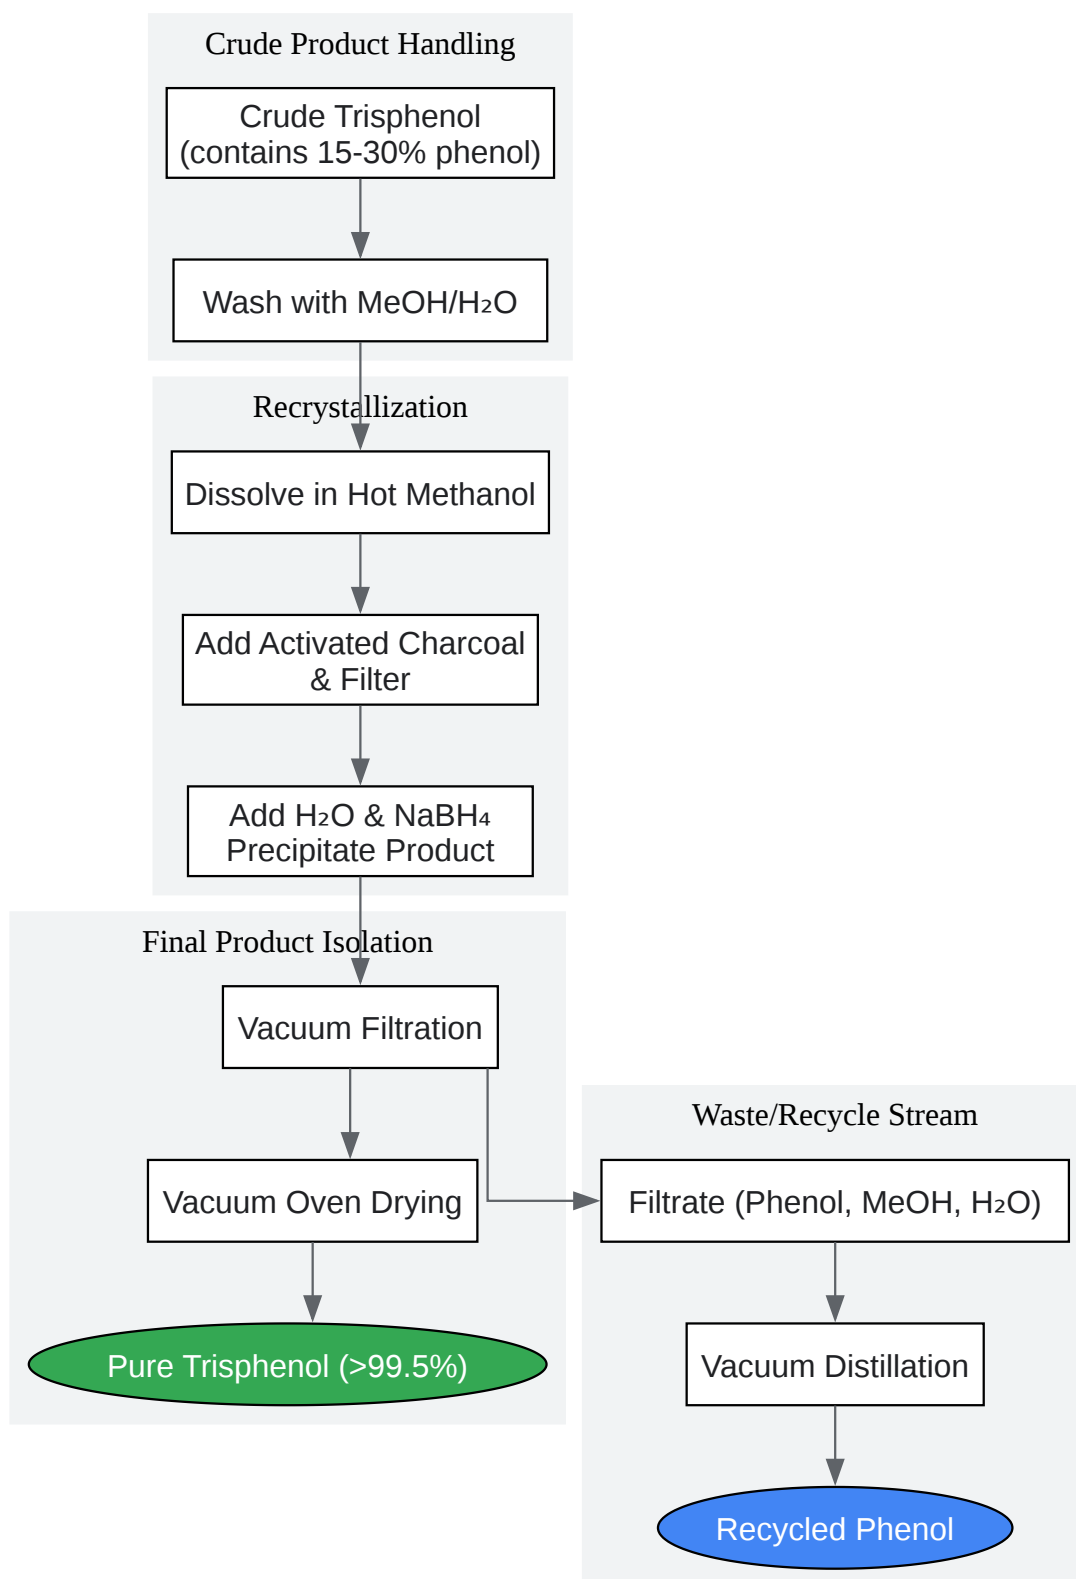 Crude Product Handling
Crude Trisphenol
(contains 15-30% phenol)
Wash with MeOH/H₂O
Recrystallization
Dissolve in Hot Methanol
Add Activated Charcoal
& Filter
Add H₂O & NaBH₄
Precipitate Product
Final Product Isolation
Vacuum Filtration
Vacuum Oven Drying
Pure Trisphenol (>99.5%)
Waste/Recycle Stream
Filtrate (Phenol, MeOH, H₂O)
Vacuum Distillation
Recycled Phenol